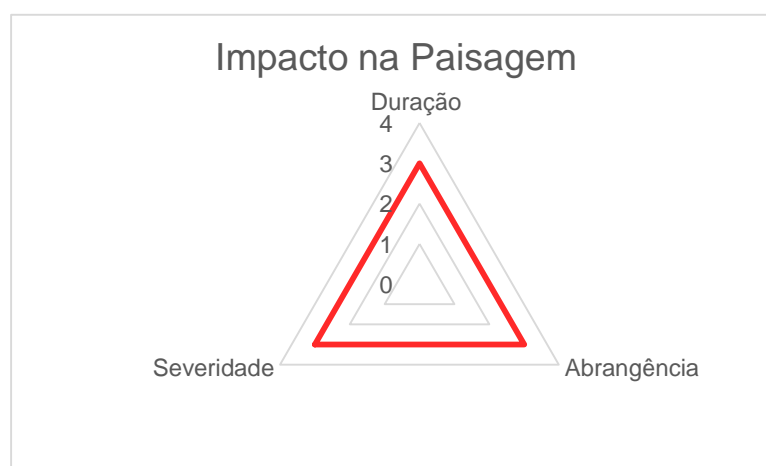 Impacto na Paisagem
Duração
4
3
2
1
0
Severidade
Abrangência